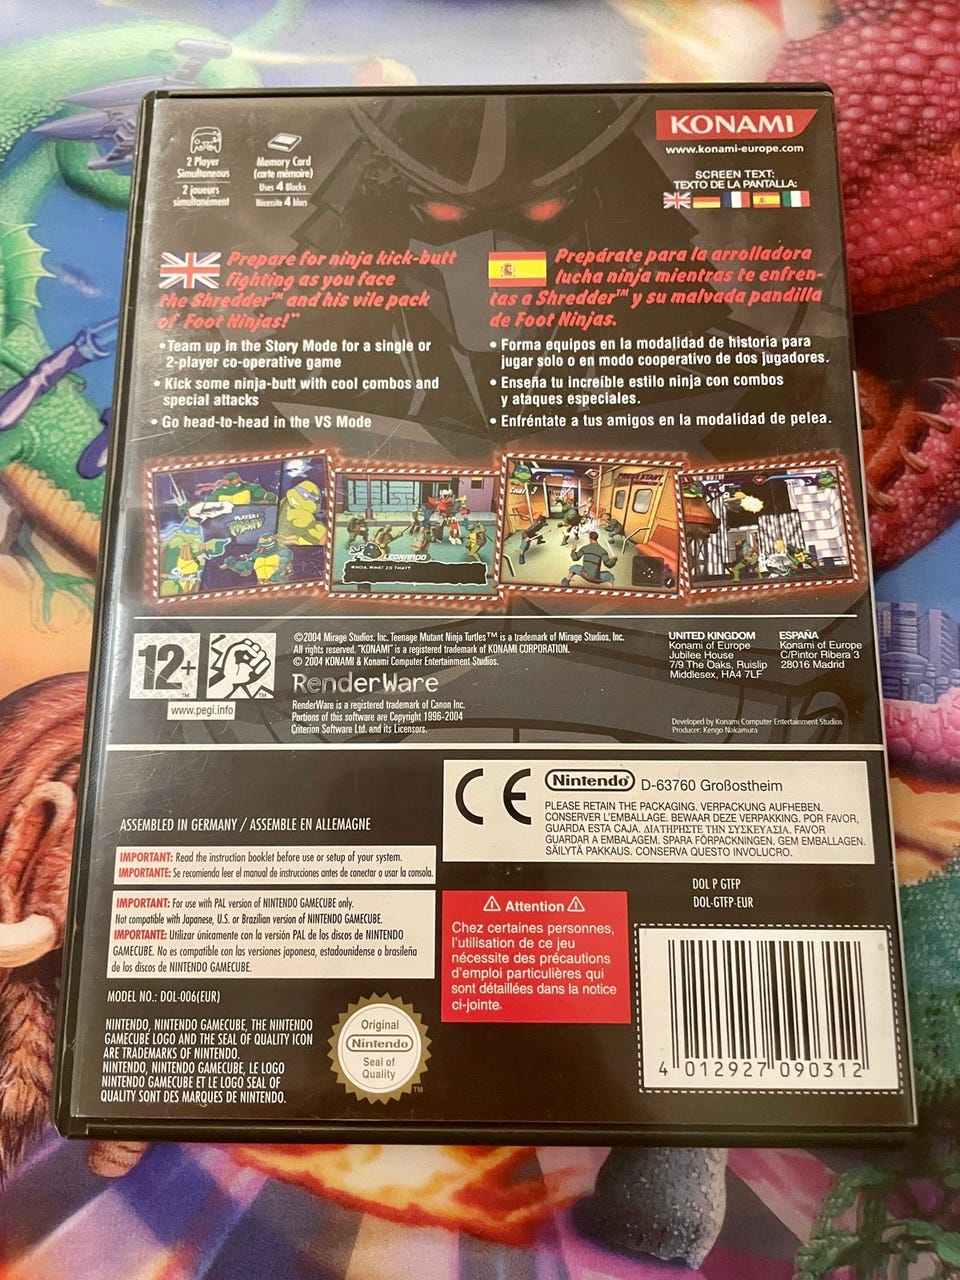 2 Player
Simultaneous
2 joueurs
simultanément
Memory Card
(carte mémoire)
Uses 4 Blocks
Nécessite 4 blocs
KONAMI
www.konami-europe.com
SCREEN TEXT:
TEXTO DE LA PANTALLA:
Prepare for ninja kick-butt
fighting as you face
the Shredder™ and his vile pack
of Foot Ninjas!"
•Team up in the Story Mode for a single or
2-player co-operative game
• Kick some ninja-butt with cool combos and
special attacks
• Go head-to-head in the VS Mode
Prepárate para la arrolladora
lucha ninja mientras te enfren-
tas a Shredder™ y su malvada pandilla
de Foot Ninjas.
• Forma equipos en la modalidad de historia para
jugar solo o en modo cooperativo de dos jugadores.
• Enseña tu increíble estilo ninja con combos
y ataques especiales.
• Enfréntate a tus amigos en la modalidad de pelea.
PLAYER 1
LEONARDO
WHOA, WHAT IS THAT?
PRESS START
12+
www.pegi.info
©2004 Mirage Studios, Inc. Teenage Mutant Ninja Turtles™ is a trademark of Mirage Studios, Inc.
All rights reserved. "KONAMI" is a registered trademark of KONAMI CORPORATION.
© 2004 KONAMI & Konami Computer Entertainment Studios.
RenderWare
RenderWare is a registered trademark of Canon Inc.
Portions of this software are Copyright 1996-2004
Criterion Software Ltd. and its Licensors.
UNITED KINGDOM
Konami of Europe
Jubilee House
7/9 The Oaks, Ruislip
Middlesex, HA4 7LF
ESPAÑA
Konami of Europe
C/Pintor Ribera 3
28016 Madrid
Developed by Konami Computer Entertainment Studios
Producer: Kengo Nakamura
ASSEMBLED IN GERMANY / ASSEMBLE EN ALLEMAGNE
CE Nintendo D-63760 Großostheim
PLEASE RETAIN THE PACKAGING. VERPACKUNG AUFHEBEN.
CONSERVER L'EMBALLAGE. BEWAAR DEZE VERPAKKING. POR FAVOR,
GUARDA ESTA CAJA. ΔΙΑΤΗΡΗΣΤΕ ΤΗΝ ΣΥΣΚΕΥΑΣΙΑ. FAVOR
GUARDAR A EMBALAGEM. SPARA FÖRPACKNINGEN. GEM EMBALLAGEN.
SÄILYTÄ PAKKAUS. CONSERVA QUESTO INVOLUCRO.
IMPORTANT: Read the instruction booklet before use or setup of your system.
IMPORTANTE: Se recomienda leer el manual de instrucciones antes de conectar o usar la consola.
IMPORTANT: For use with PAL version of NINTENDO GAMECUBE only.
Not compatible with Japanese, U.S. or Brazilian version of NINTENDO GAMECUBE.
IMPORTANTE: Utilizar únicamente con la versión PAL de los discos de NINTENDO
GAMECUBE. No es compatible con las versiones japonesa, estadounidense o brasileña
de los discos de NINTENDO GAMECUBE.
MODEL NO.: DOL-006(EUR)
NINTENDO, NINTENDO GAMECUBE, THE NINTENDO
GAMECUBE LOGO AND THE SEAL OF QUALITY ICON
ARE TRADEMARKS OF NINTENDO.
NINTENDO, NINTENDO GAMECUBE, LE LOGO
NINTENDO GAMECUBE ET LE LOGO SEAL OF
QUALITY SONT DES MARQUES DE NINTENDO.
Original
Nintendo
Seal of
Quality
TM
Attention
Chez certaines personnes,
l'utilisation de ce jeu
nécessite des précautions
d'emploi particulières qui
sont détaillées dans la notice
ci-jointe.
DOL P GTFP
DOL-GTFP-EUR
4 012927 090312